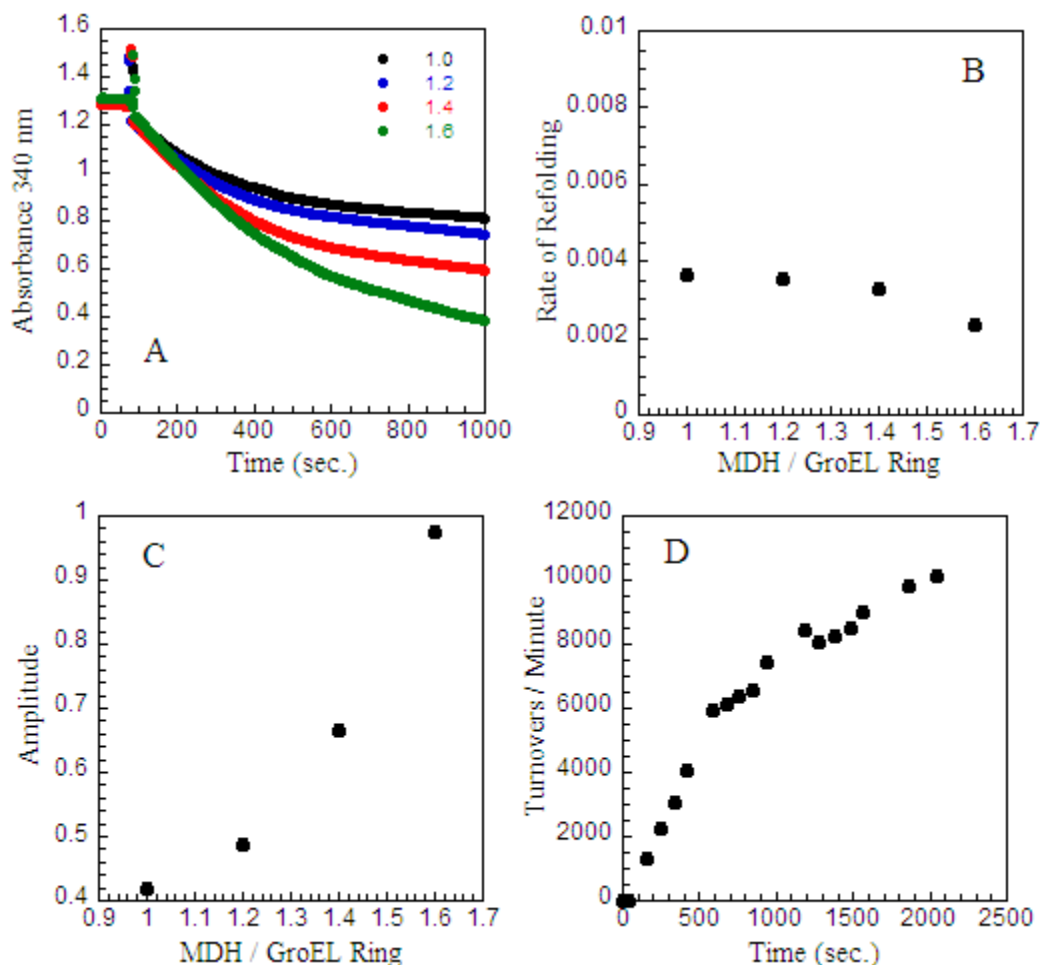 1.6
1.4
1.2
1
0.8
0.6
0.4
0.2
0
Absorbance 340 nm
1.0
1.2
1.4
1.6
A
0 200 400 600 800 1000
Time (sec.)
0.01
0.008
0.006
0.004
0.002
0
Rate of Refolding
B
0.9 1 1.1 1.2 1.3 1.4 1.5 1.6 1.7
MDH / GroEL Ring
1
0.9
0.8
0.7
0.6
0.5
0.4
Amplitude
C
0.9 1 1.1 1.2 1.3 1.4 1.5 1.6 1.7
MDH / GroEL Ring
12000
10000
8000
6000
4000
2000
0
Turnovers / Minute
D
0 500 1000 1500 2000 2500
Time (sec.)